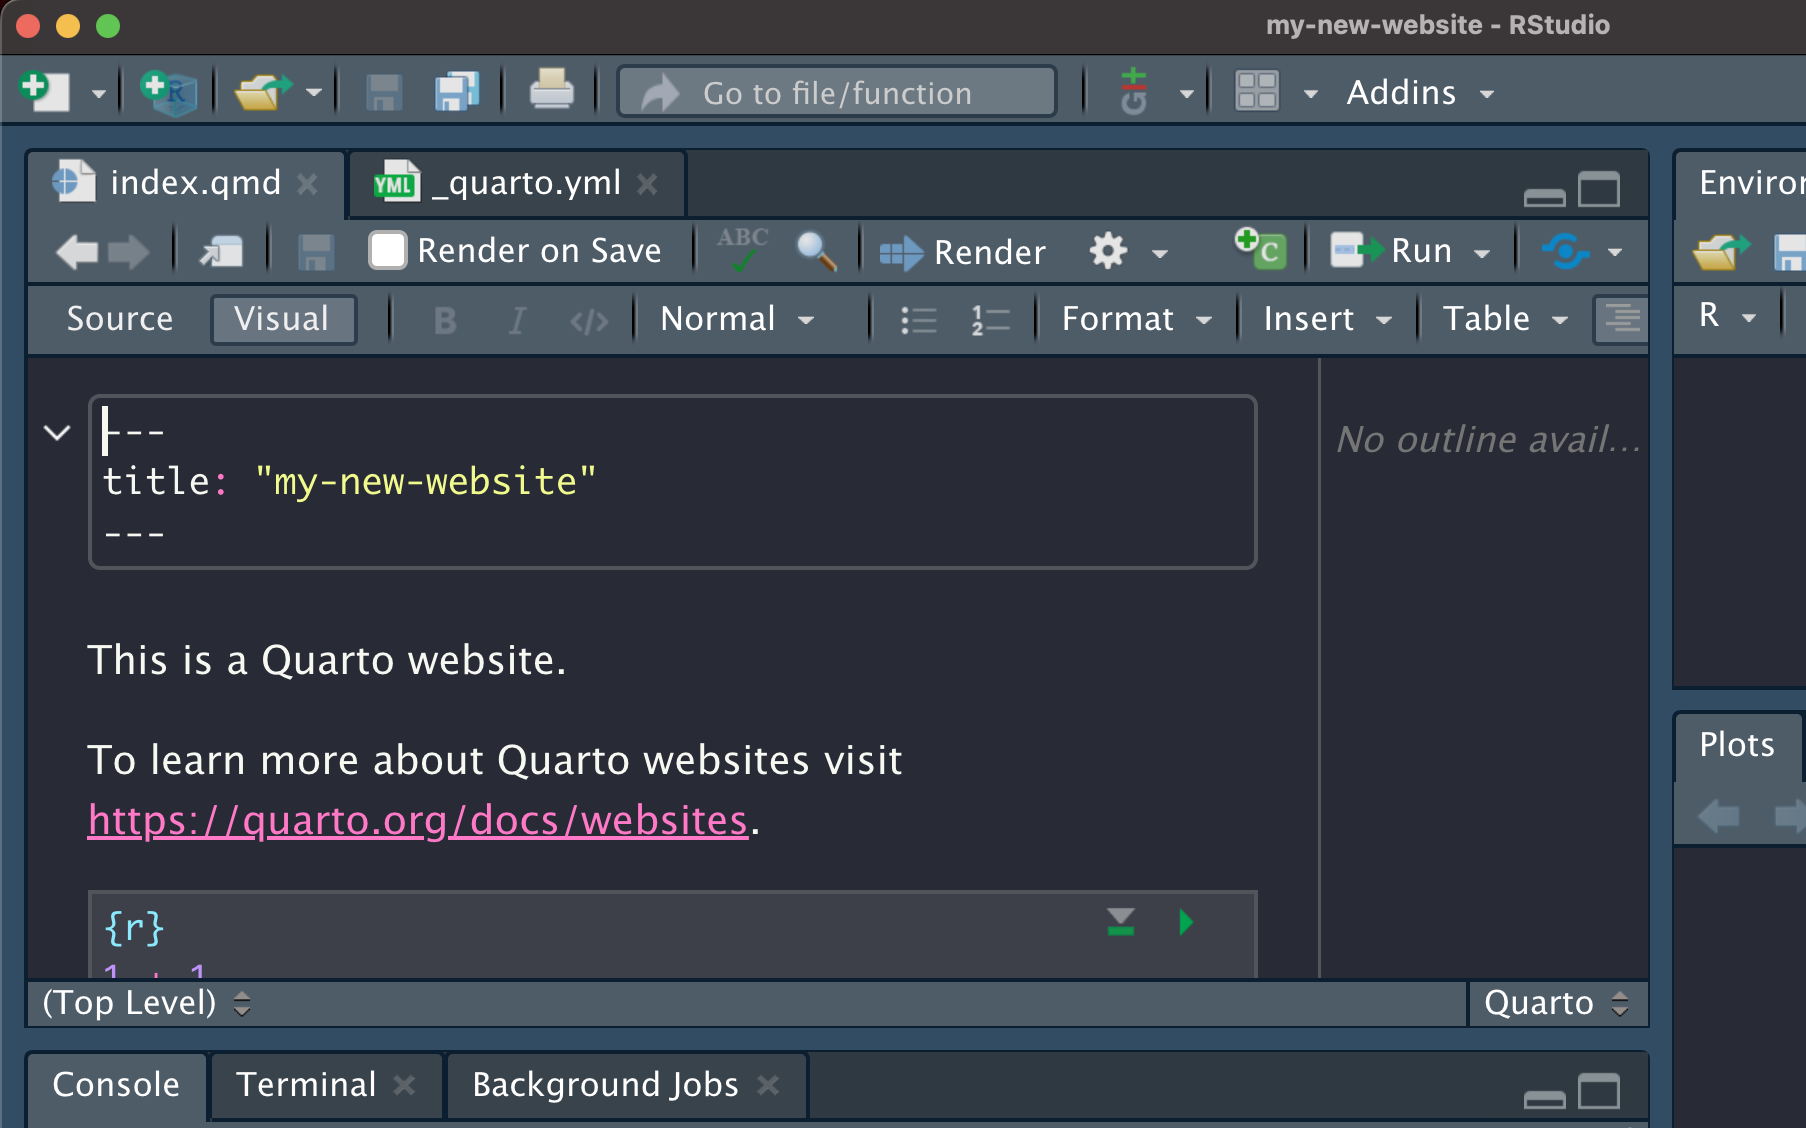 my-new-website - RStudio
Go to file/function
Addins
index.qmd
_quarto.yml
Render on Save
ABC
Render
Run
Source
Visual
B
I
</>
Normal
Format
Insert
Table
---
title: "my-new-website"
---
No outline avail...
This is a Quarto website.
To learn more about Quarto websites visit
https://quarto.org/docs/websites.
{r}
1 + 1
(Top Level)
Quarto
Console
Terminal
Background Jobs
R
Plots